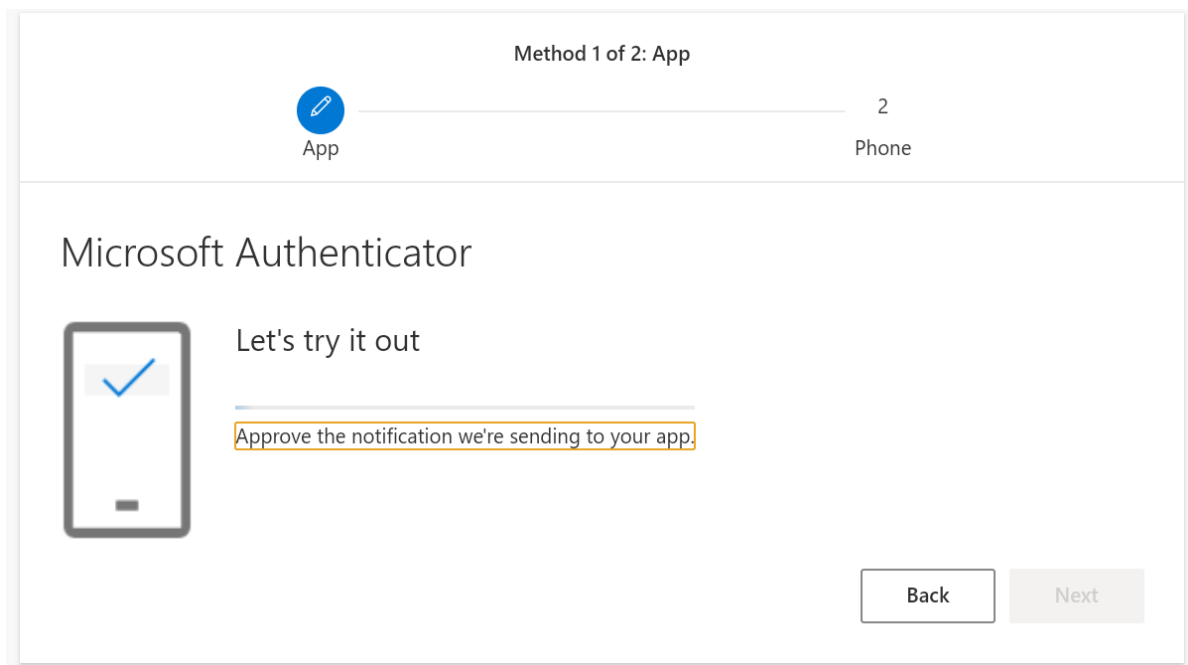 Method 1 of 2: App
2
App
Phone
Microsoft Authenticator
Let's try it out
Approve the notification we're sending to your app.
Back
Next